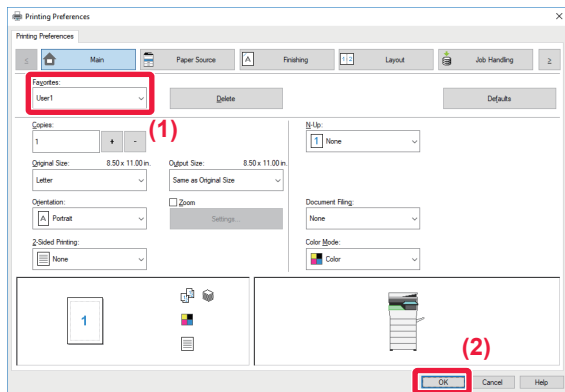 Printing Preferences
Printing Preferences
< Main Paper Source Finishing Layout Job Handling >
Favorites:
User1 Delete Defaults
(1)
Copies: N-Up:
1 + - 1 None
Original Size: 8.50 x 11.00 in. Output Size: 8.50 x 11.00 in.
Letter Same as Original Size
Orientation: Zoom Document Filing:
A Portrait Settings... None
2-Sided Printing: Color Mode:
None Color
1
(2)
OK Cancel Help